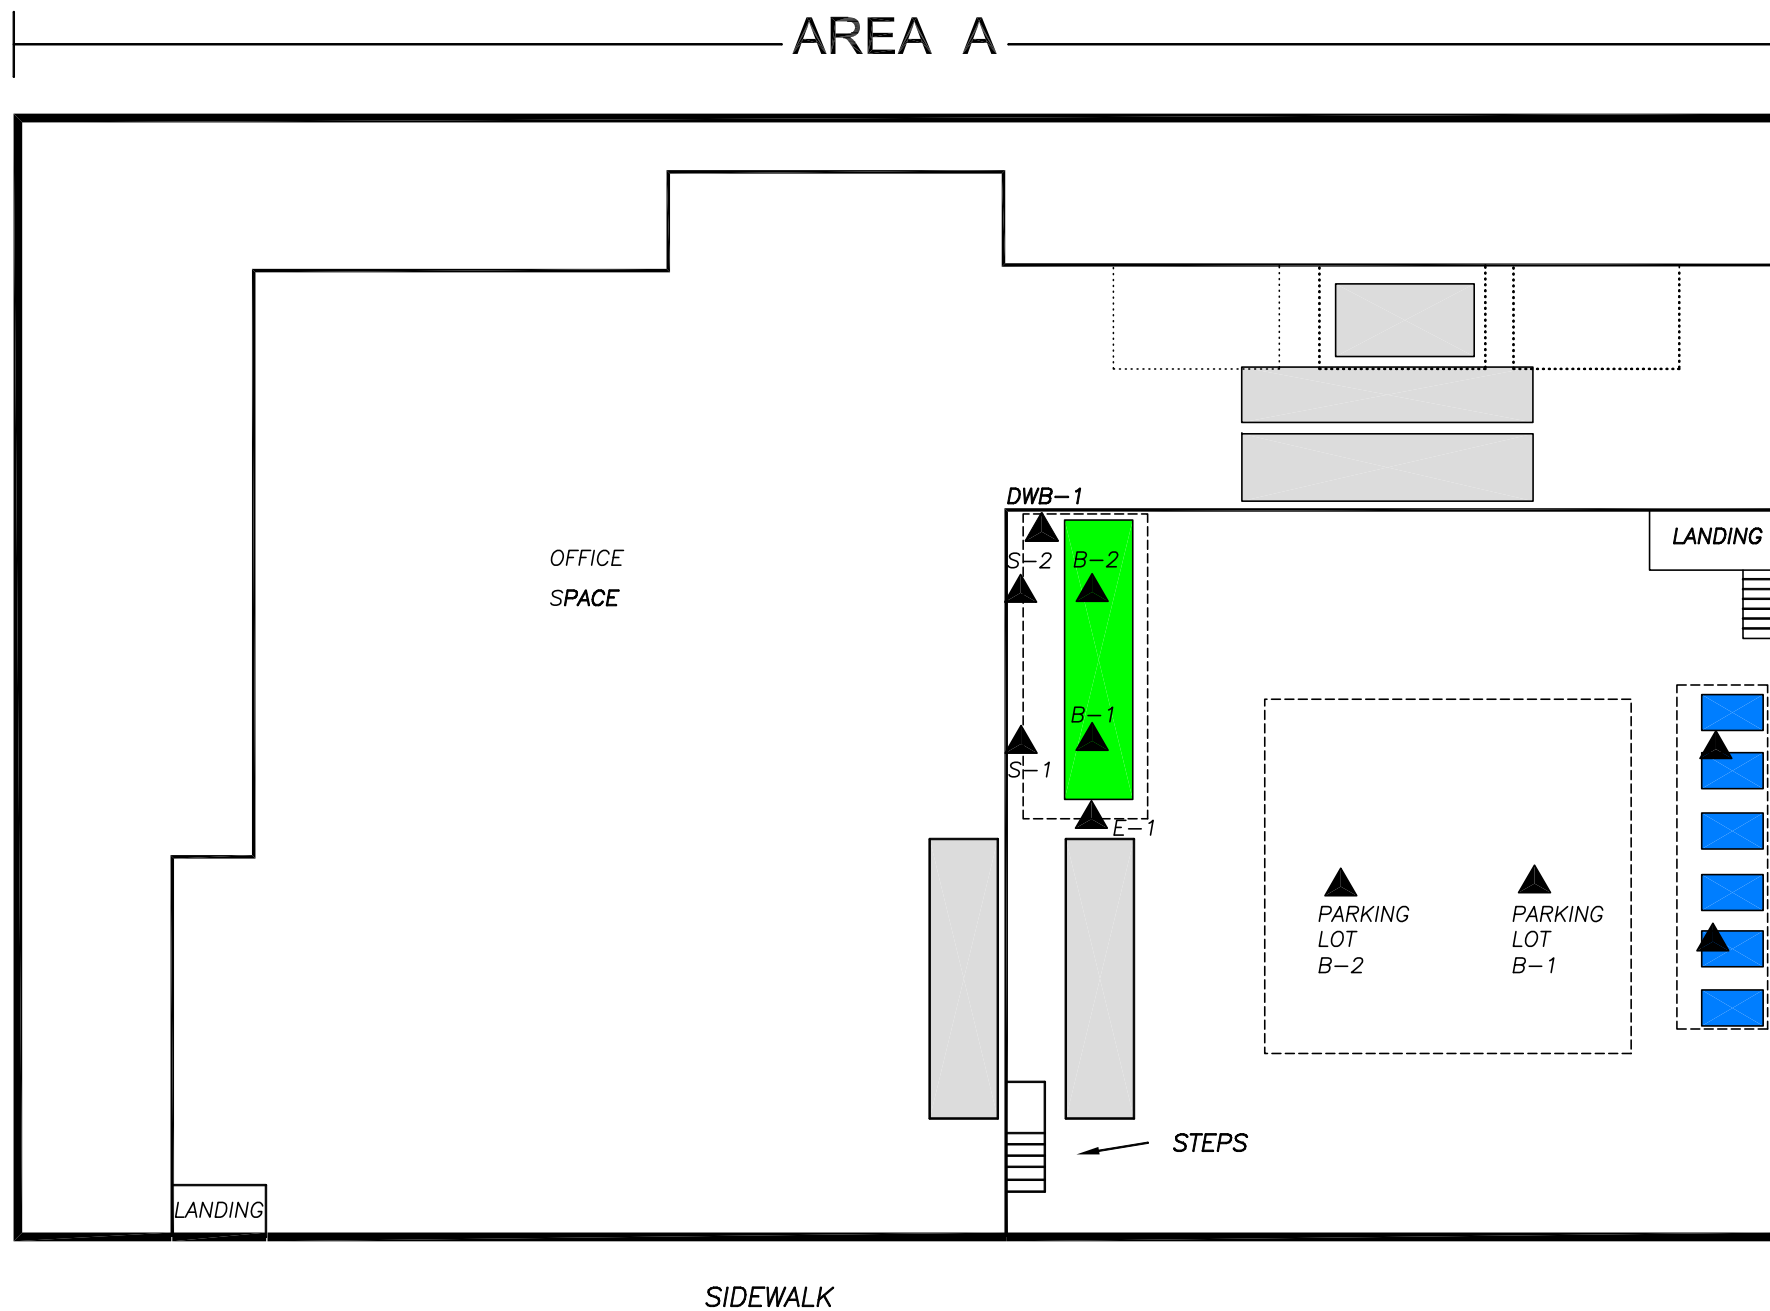 AREA A
DWB-1
LANDING
OFFICE
SPACE
S-2
B-2
B-1
S-1
E-1
PARKING
LOT
B-2
PARKING
LOT
B-1
STEPS
LANDING
SIDEWALK